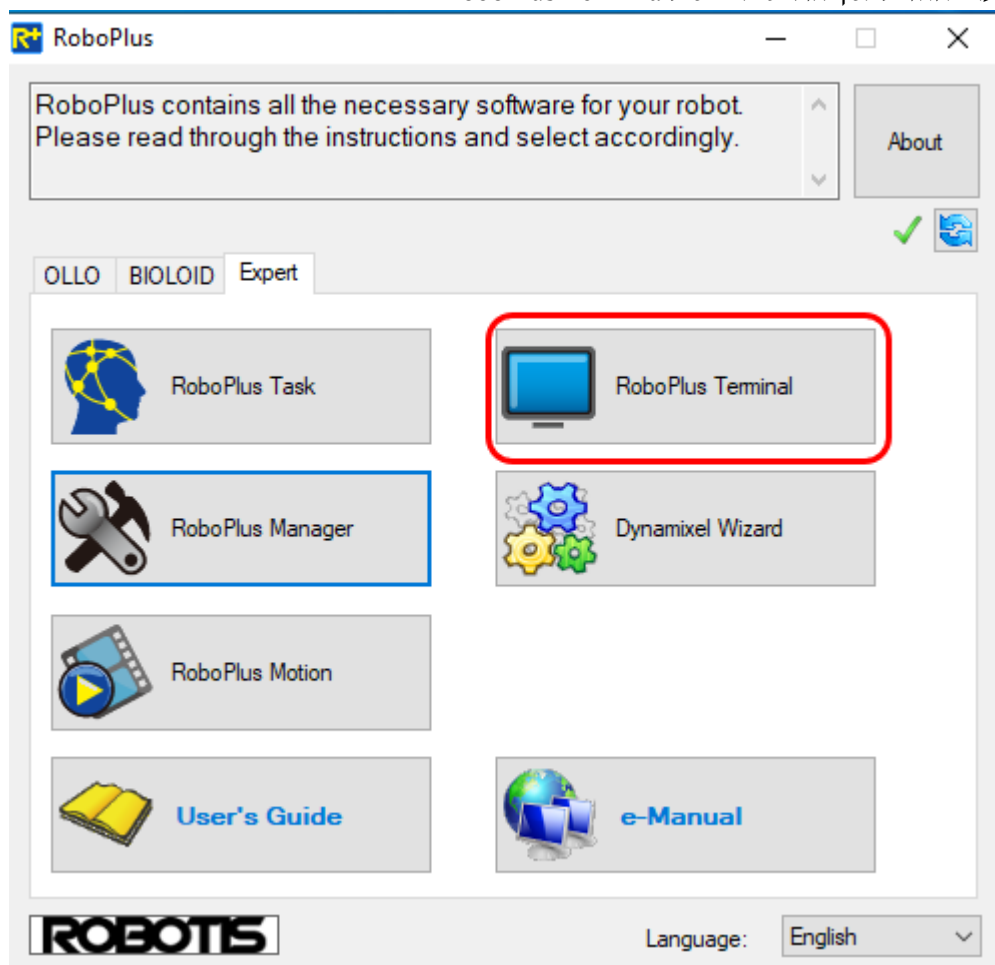 RoboPlus
RoboPlus contains all the necessary software for your robot.
Please read through the instructions and select accordingly.
About
OLLO BIOLOID Expert
RoboPlus Task
RoboPlus Terminal
RoboPlus Manager
Dynamixel Wizard
RoboPlus Motion
User's Guide
e-Manual
ROBOTIS
Language: English